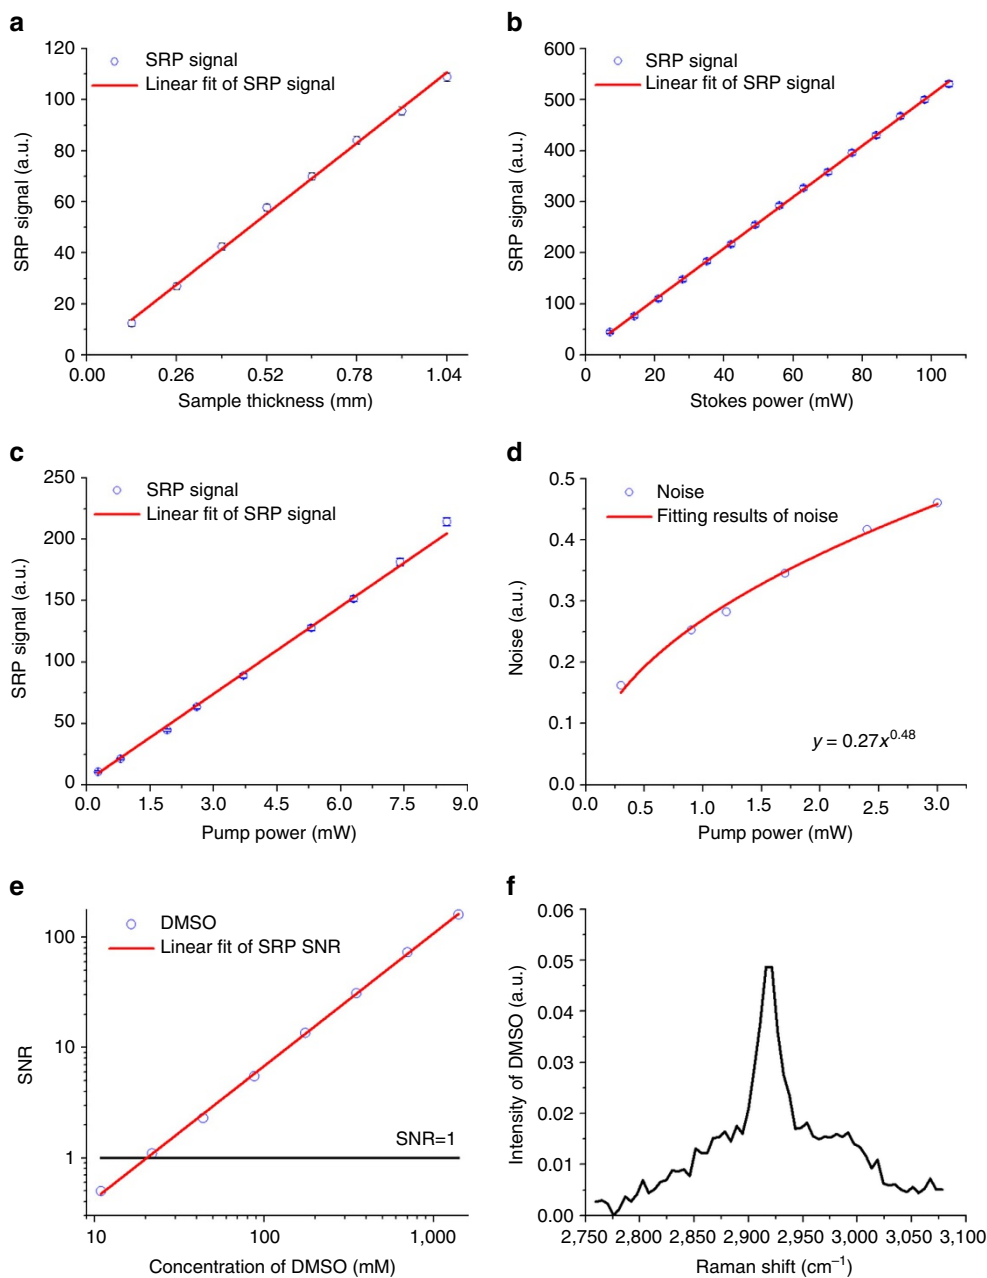 a
SRP signal
Linear fit of SRP signal
120
100
80
60
40
20
0
SRP signal (a.u.)
0.00 0.26 0.52 0.78 1.04
Sample thickness (mm)
b
SRP signal
Linear fit of SRP signal
600
500
400
300
200
100
0
SRP signal (a.u.)
0 20 40 60 80 100
Stokes power (mW)
c
SRP signal
Linear fit of SRP signal
250
200
150
100
50
0
SRP signal (a.u.)
0.0 1.5 3.0 4.5 6.0 7.5 9.0
Pump power (mW)
d
Noise
Fitting results of noise
0.5
0.4
0.3
0.2
0.1
0.0
Noise (a.u.)
y = 0.27x^0.48
0.0 0.5 1.0 1.5 2.0 2.5 3.0
Pump power (mW)
e
DMSO
Linear fit of SRP SNR
100
10
1
SNR
SNR=1
10 100 1,000
Concentration of DMSO (mM)
f
0.06
0.05
0.04
0.03
0.02
0.01
0.00
Intensity of DMSO (a.u.)
2,750 2,800 2,850 2,900 2,950 3,000 3,050 3,100
Raman shift (cm⁻¹)